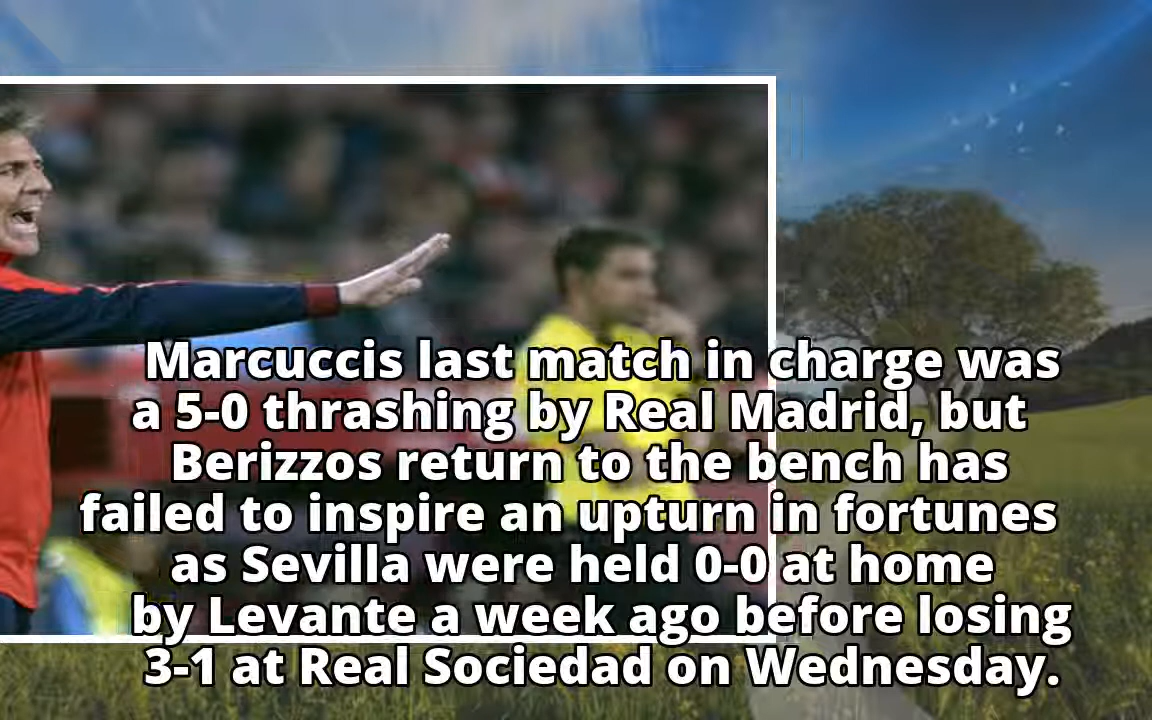 Marcuccis last match in charge was
a 5-0 thrashing by Real Madrid, but
Berizzos return to the bench has
failed to inspire an upturn in fortunes
as Sevilla were held 0-0 at home
by Levante a week ago before losing
3-1 at Real Sociedad on Wednesday.